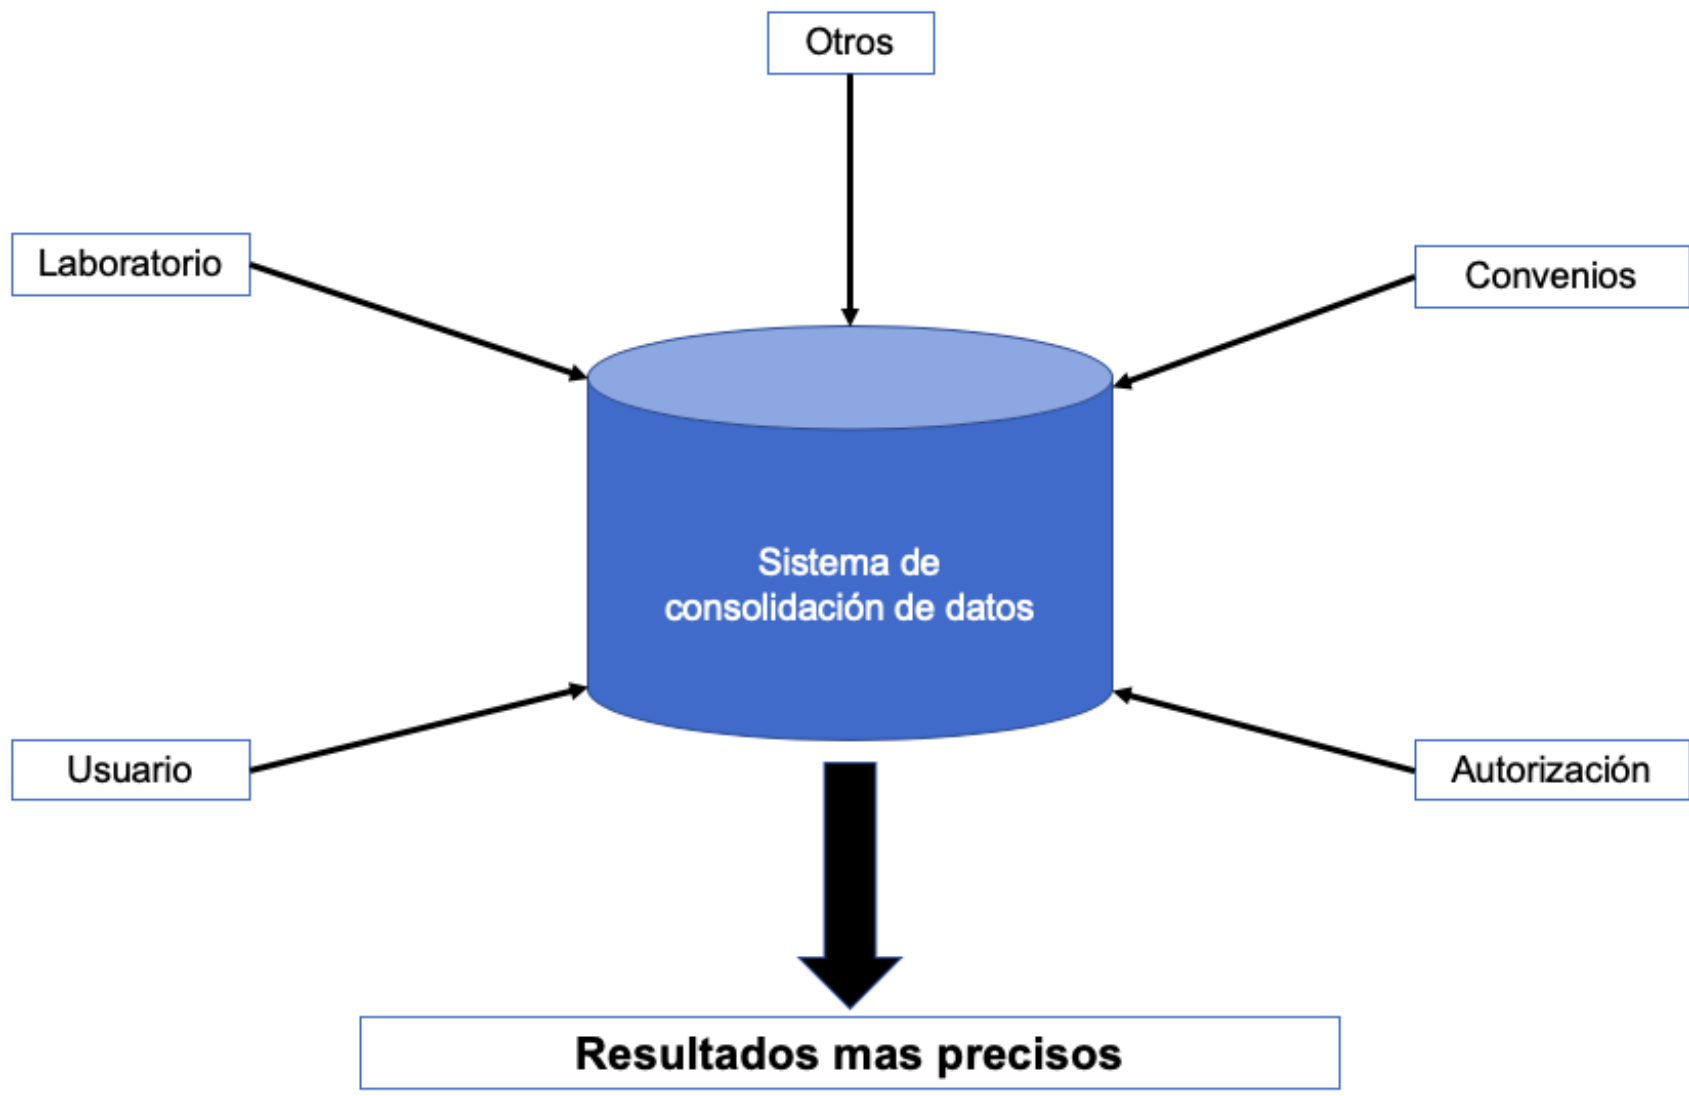 Otros
Laboratorio
Convenios
Sistema de
consolidación de datos
Usuario
Autorización
Resultados mas precisos